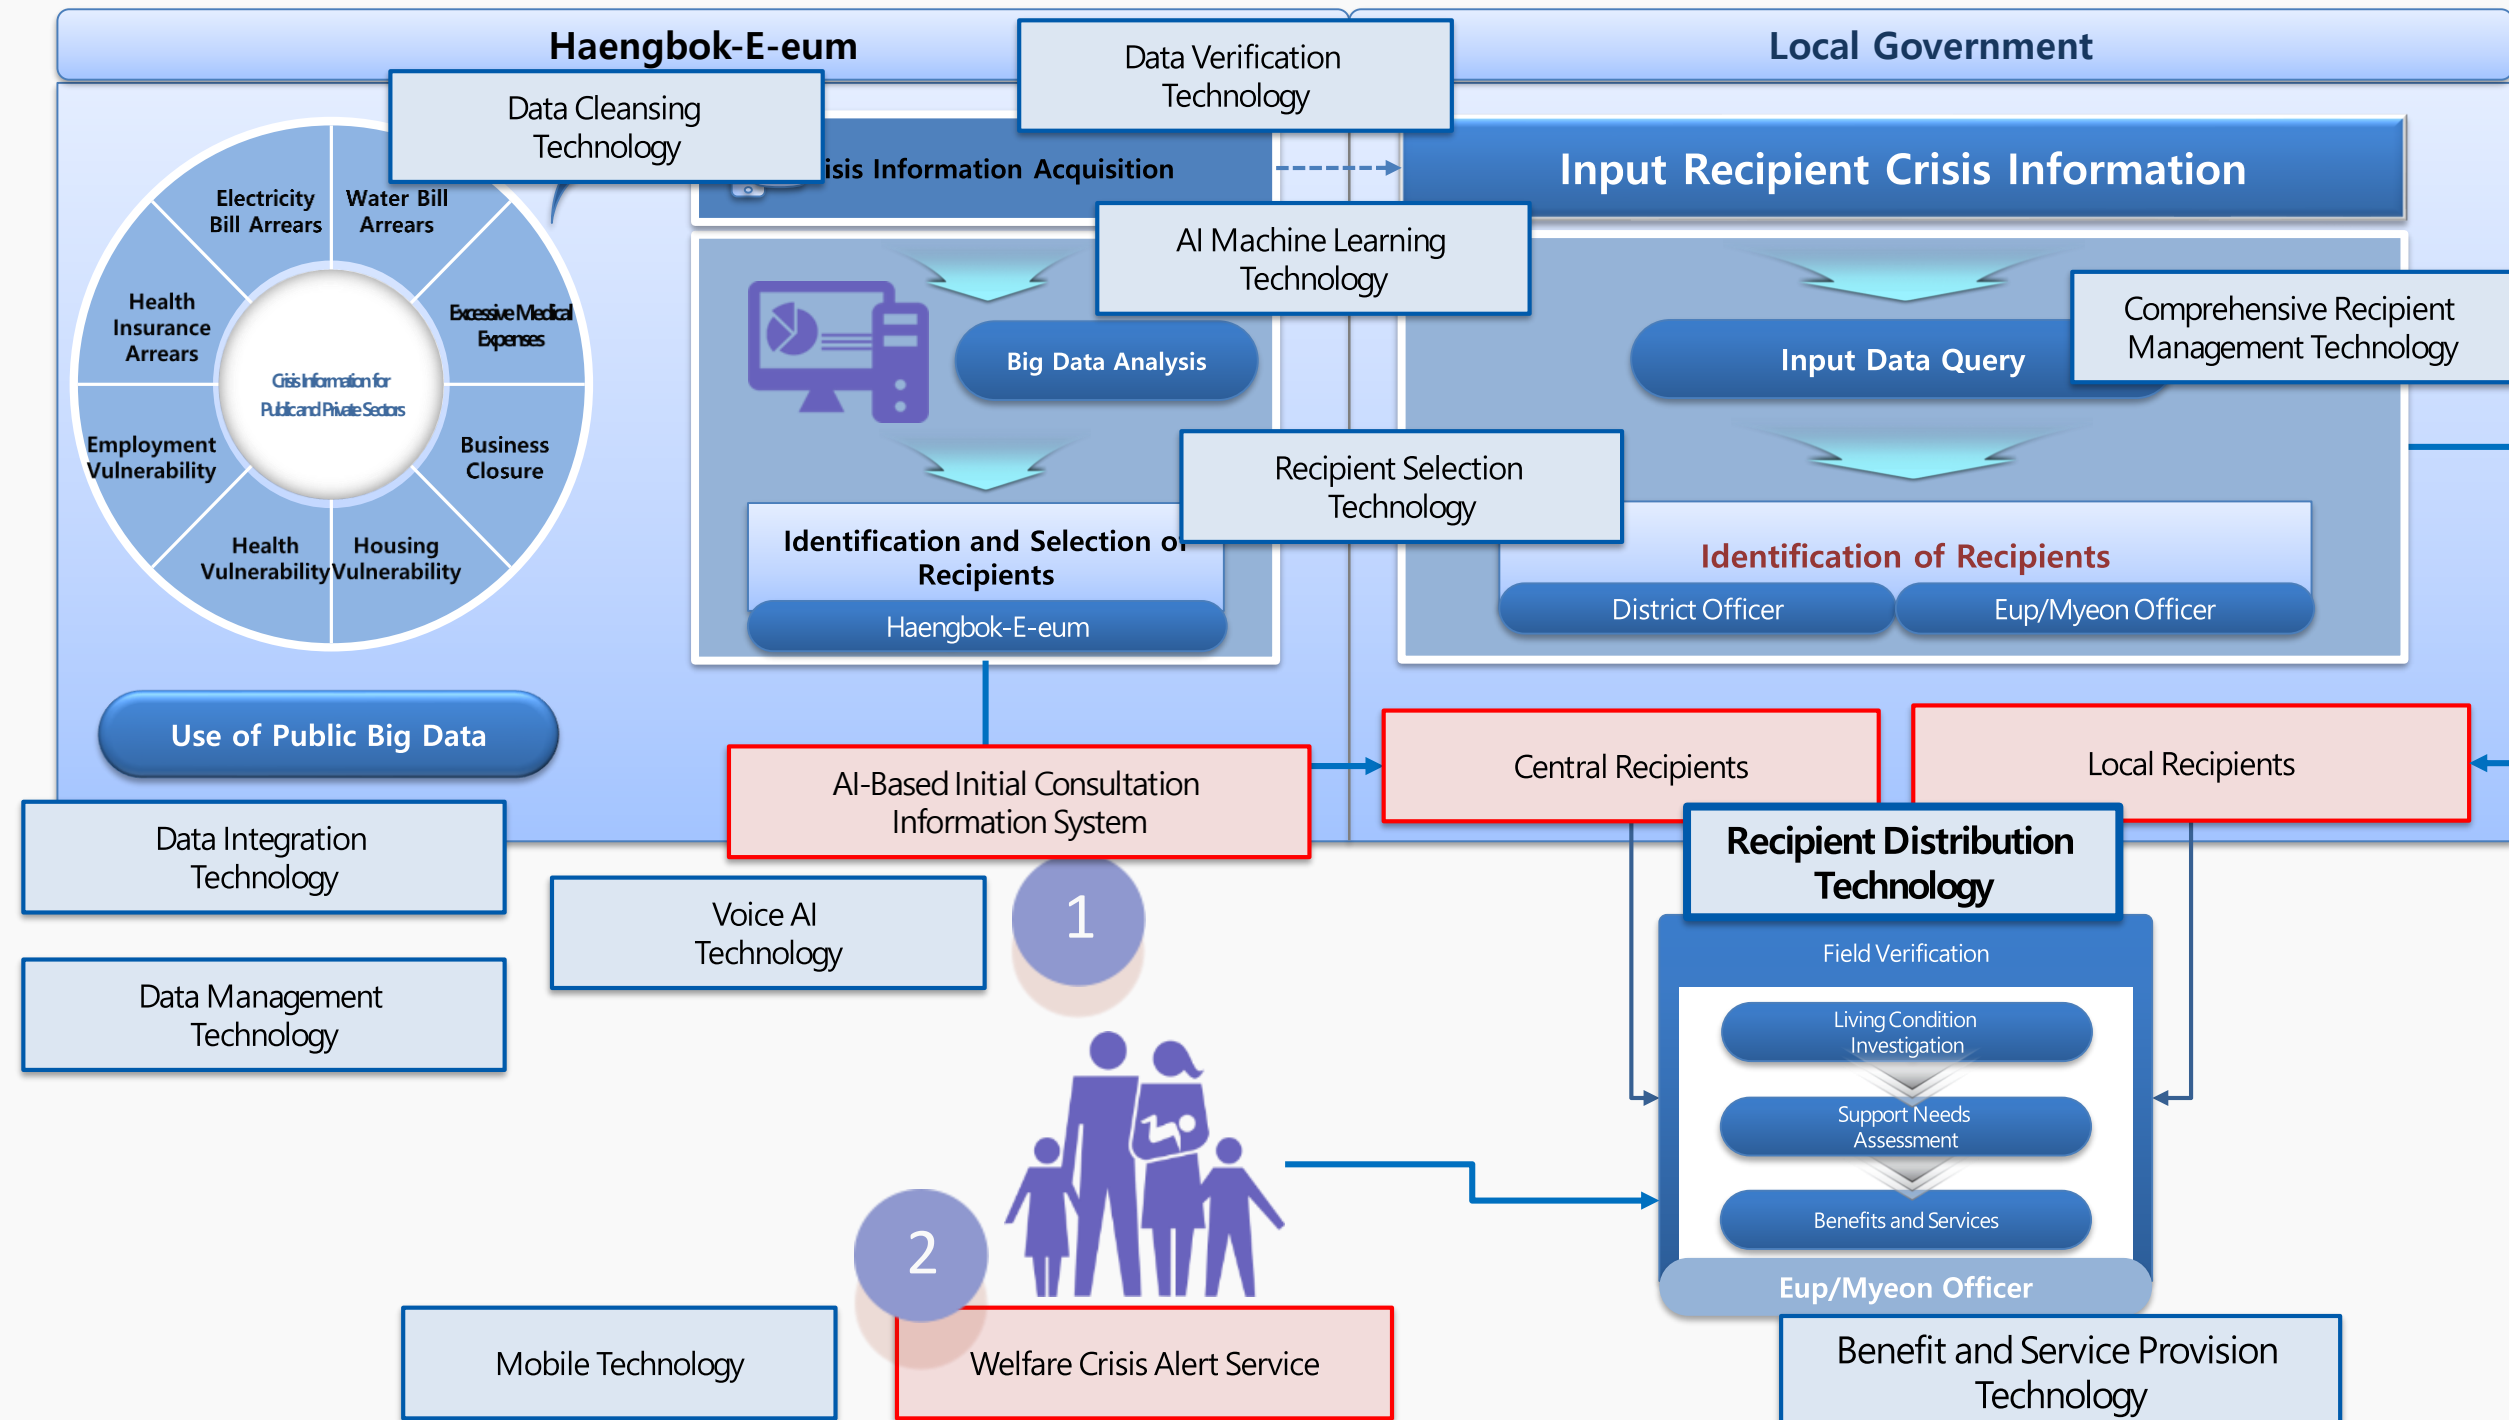 Haengbok-E-eum
Local Government
Data Verification
Technology
Data Cleansing
Technology
isis Information Acquisition
Input Recipient Crisis Information
Electricity
Bill Arrears
Water Bill
Arrears
Health
Insurance
Arrears
Excessive Medical
Expenses
Crisis Information for
Public and Private Sectors
Employment
Vulnerability
Business
Closure
Health
Vulnerability
Housing
Vulnerability
Use of Public Big Data
AI Machine Learning
Technology
Big Data Analysis
Input Data Query
Comprehensive Recipient
Management Technology
Recipient Selection
Technology
Identification and Selection of
Recipients
Haengbok-E-eum
Identification of Recipients
District Officer
Eup/Myeon Officer
AI-Based Initial Consultation
Information System
Central Recipients
Local Recipients
Data Integration
Technology
Data Management
Technology
Voice AI
Technology
1
Recipient Distribution
Technology
Field Verification
Living Condition
Investigation
Support Needs
Assessment
Benefits and Services
Eup/Myeon Officer
2
Mobile Technology
Welfare Crisis Alert Service
Benefit and Service Provision
Technology